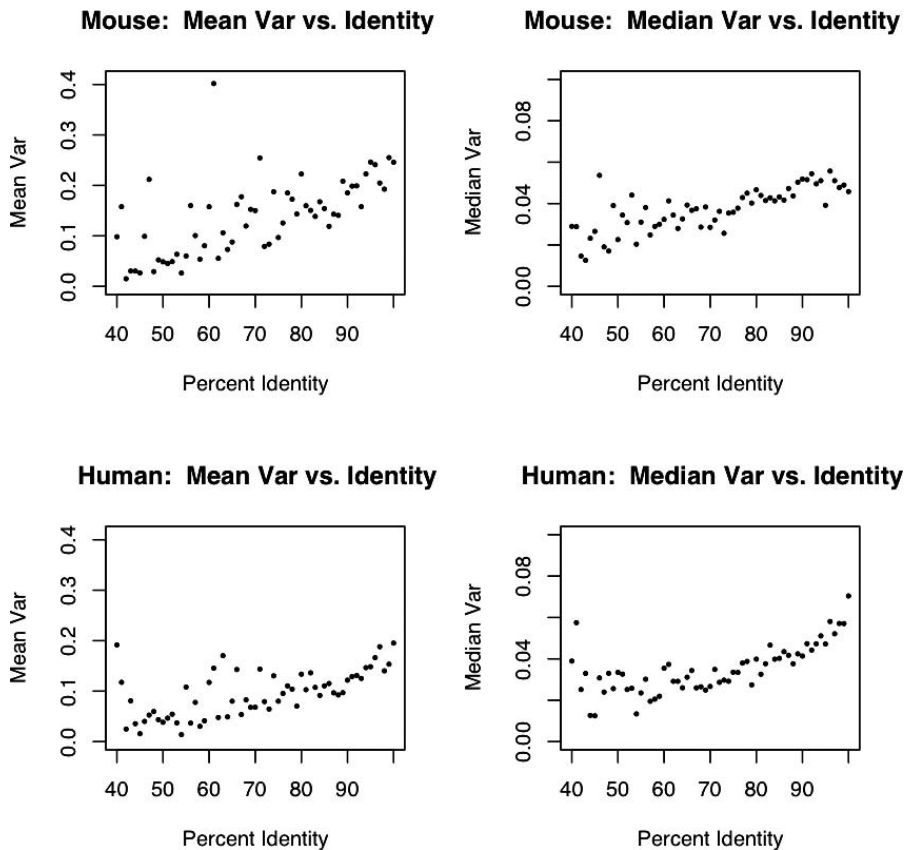 Mouse: Mean Var vs. Identity
Mean Var
0.4
0.3
0.2
0.1
0.0
40 50 60 70 80 90
Percent Identity
Mouse: Median Var vs. Identity
Median Var
0.08
0.04
0.00
40 50 60 70 80 90
Percent Identity
Human: Mean Var vs. Identity
Mean Var
0.4
0.3
0.2
0.1
0.0
40 50 60 70 80 90
Percent Identity
Human: Median Var vs. Identity
Median Var
0.08
0.04
0.00
40 50 60 70 80 90
Percent Identity